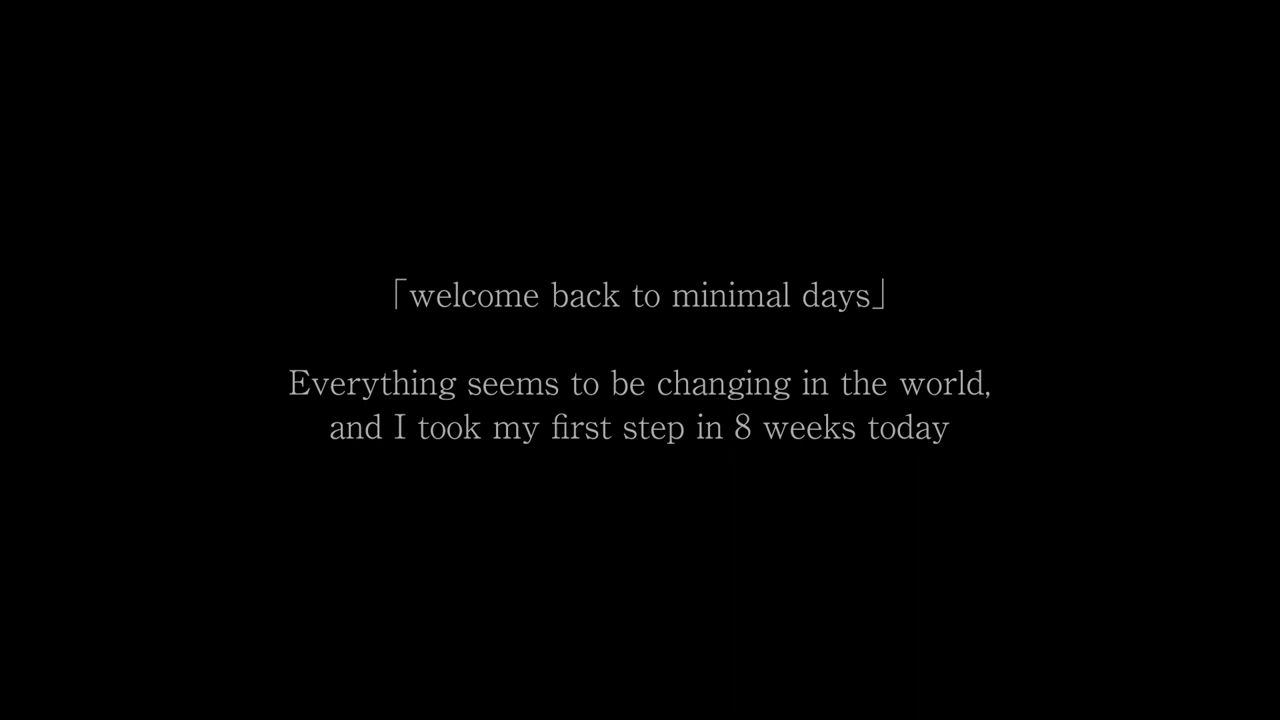 「welcome back to minimal days」
Everything seems to be changing in the world,
and I took my first step in 8 weeks today